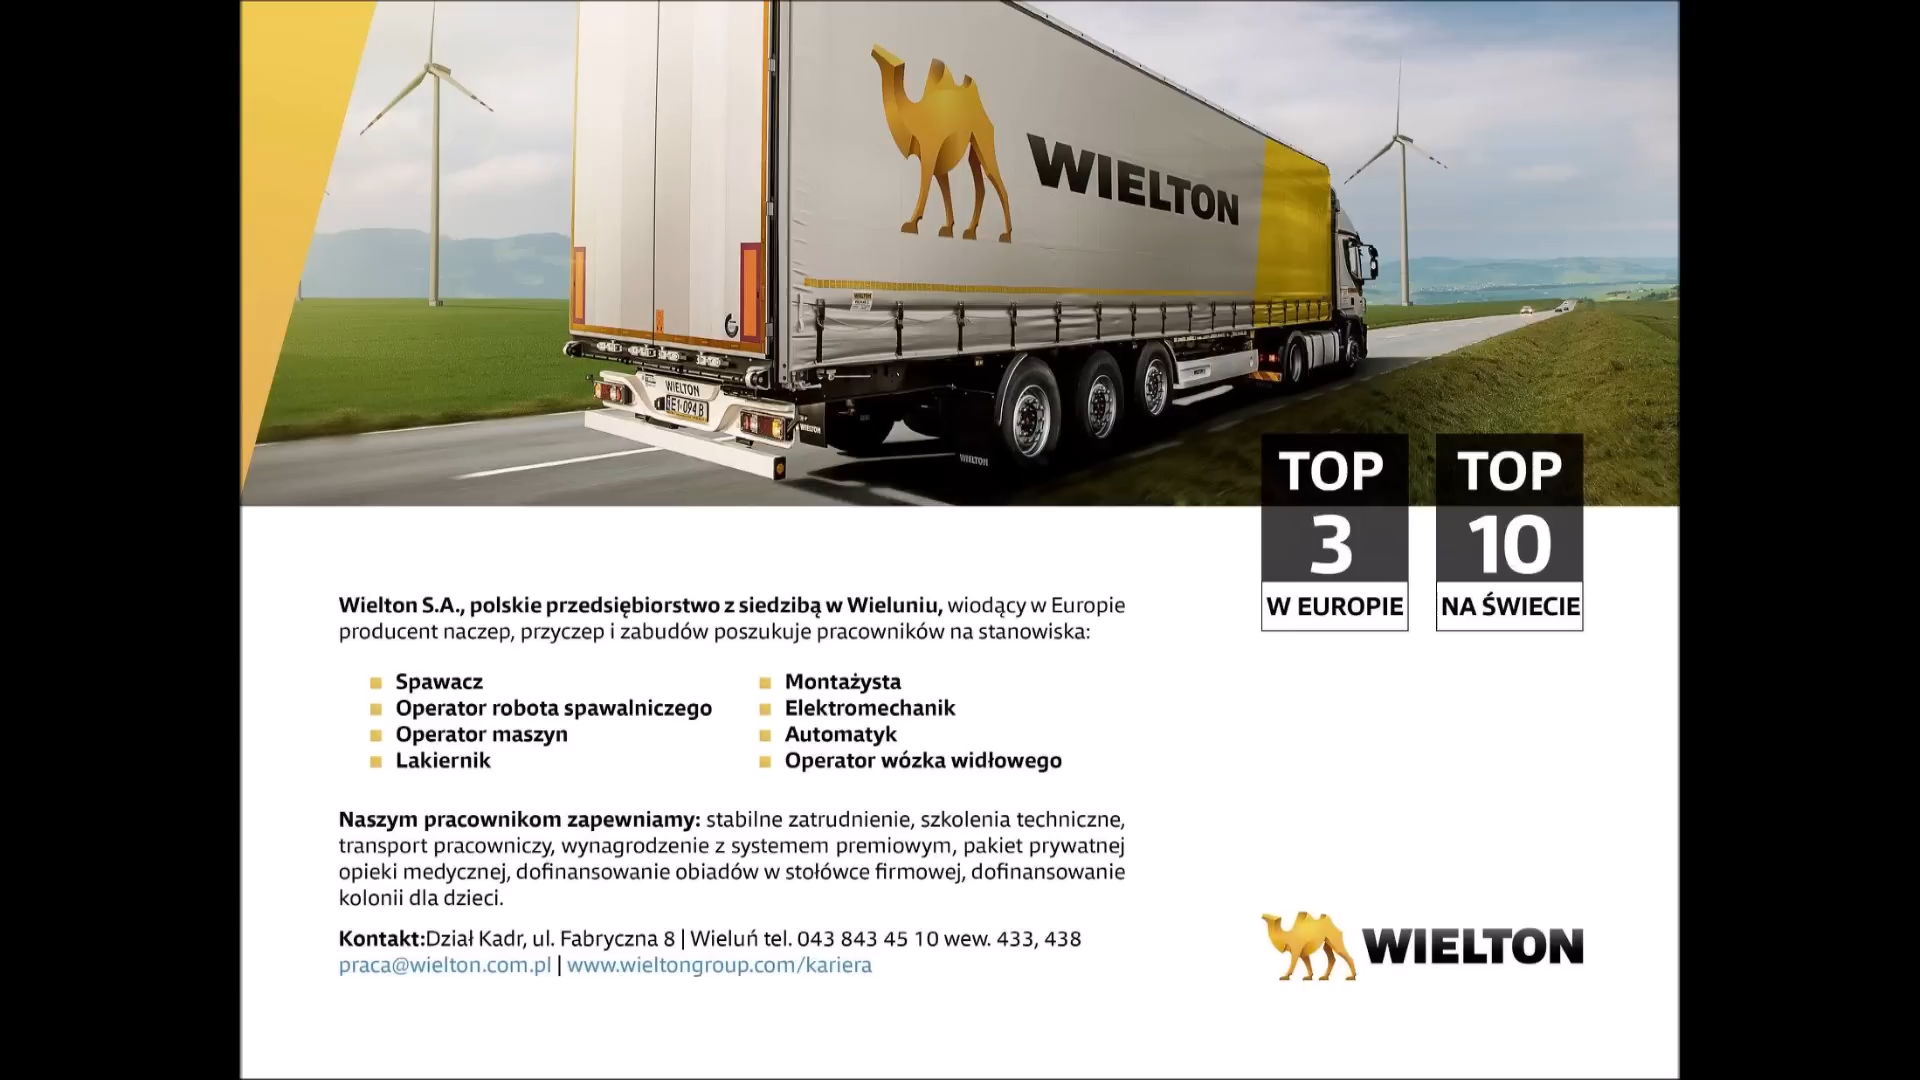 WIELTON
WIELTON
WIELTON
WIELTON
TOP
3
W EUROPIE
TOP
10
NA ŚWIECIE
Wielton S.A., polskie przedsiębiorstwo z siedzibą w Wieluniu, wiodący w Europie
producent naczep, przyczep i zabudów poszukuje pracowników na stanowiska:
Spawacz
Operator robota spawalniczego
Operator maszyn
Lakiernik
Montażysta
Elektromechanik
Automatyk
Operator wózka widłowego
Naszym pracownikom zapewniamy: stabilne zatrudnienie, szkolenia techniczne,
transport pracowniczy, wynagrodzenie z systemem premiowym, pakiet prywatnej
opieki medycznej, dofinansowanie obiadów w stołówce firmowej, dofinansowanie
kolonii dla dzieci.
Kontakt:Dział Kadr, ul. Fabryczna 8 | Wieluń tel. 043 843 45 10 wew. 433, 438
praca@wielton.com.pl | www.wieltongroup.com/kariera
WIELTON